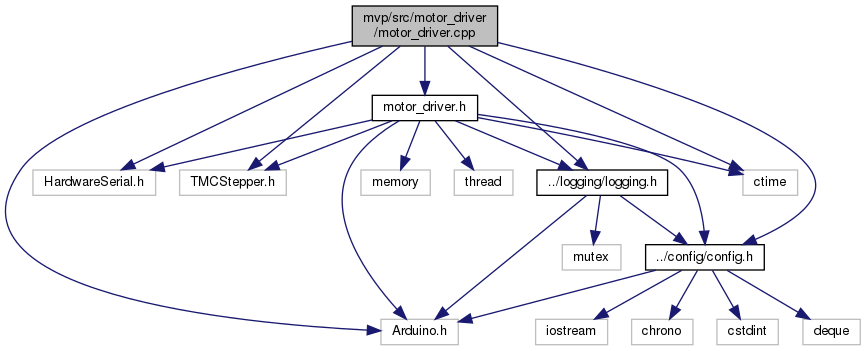 mvp/src/motor_driver
/motor_driver.cpp
motor_driver.h
HardwareSerial.h
TMCStepper.h
memory
thread
../logging/logging.h
ctime
mutex
../config/config.h
Arduino.h
iostream
chrono
cstdint
deque